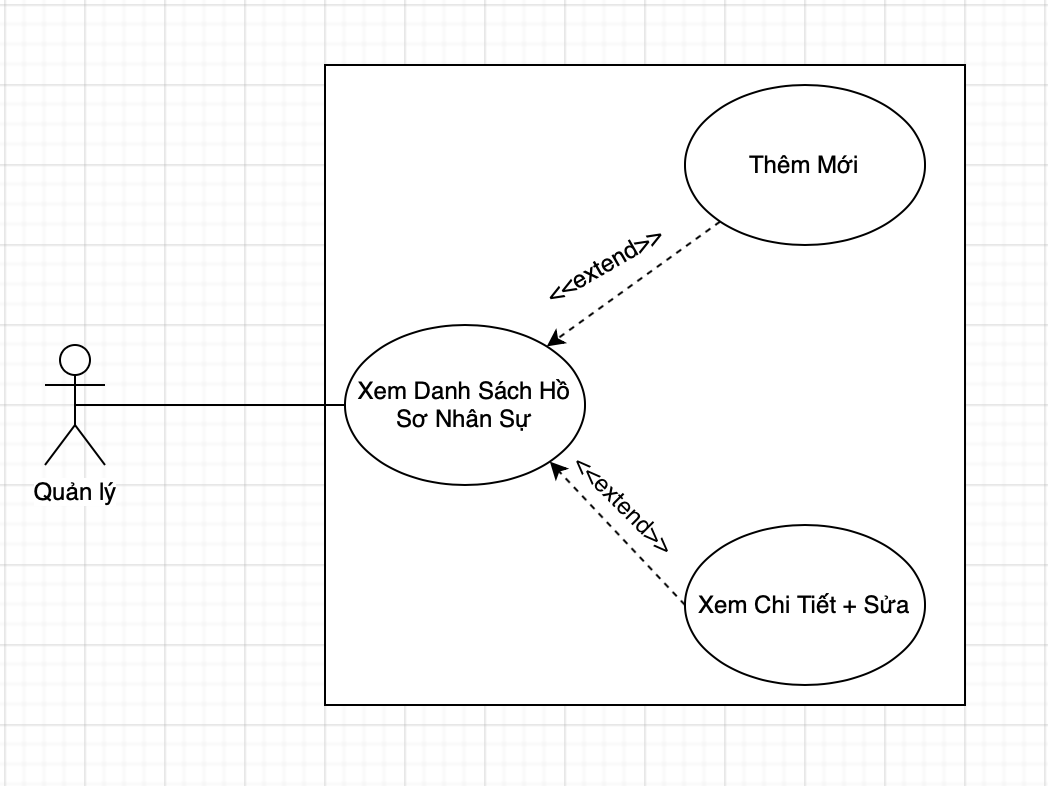 Thêm Mới
<<extend>>
Xem Danh Sách Hồ
Sơ Nhân Sự
<<extend>>
Quản lý
Xem Chi Tiết + Sửa